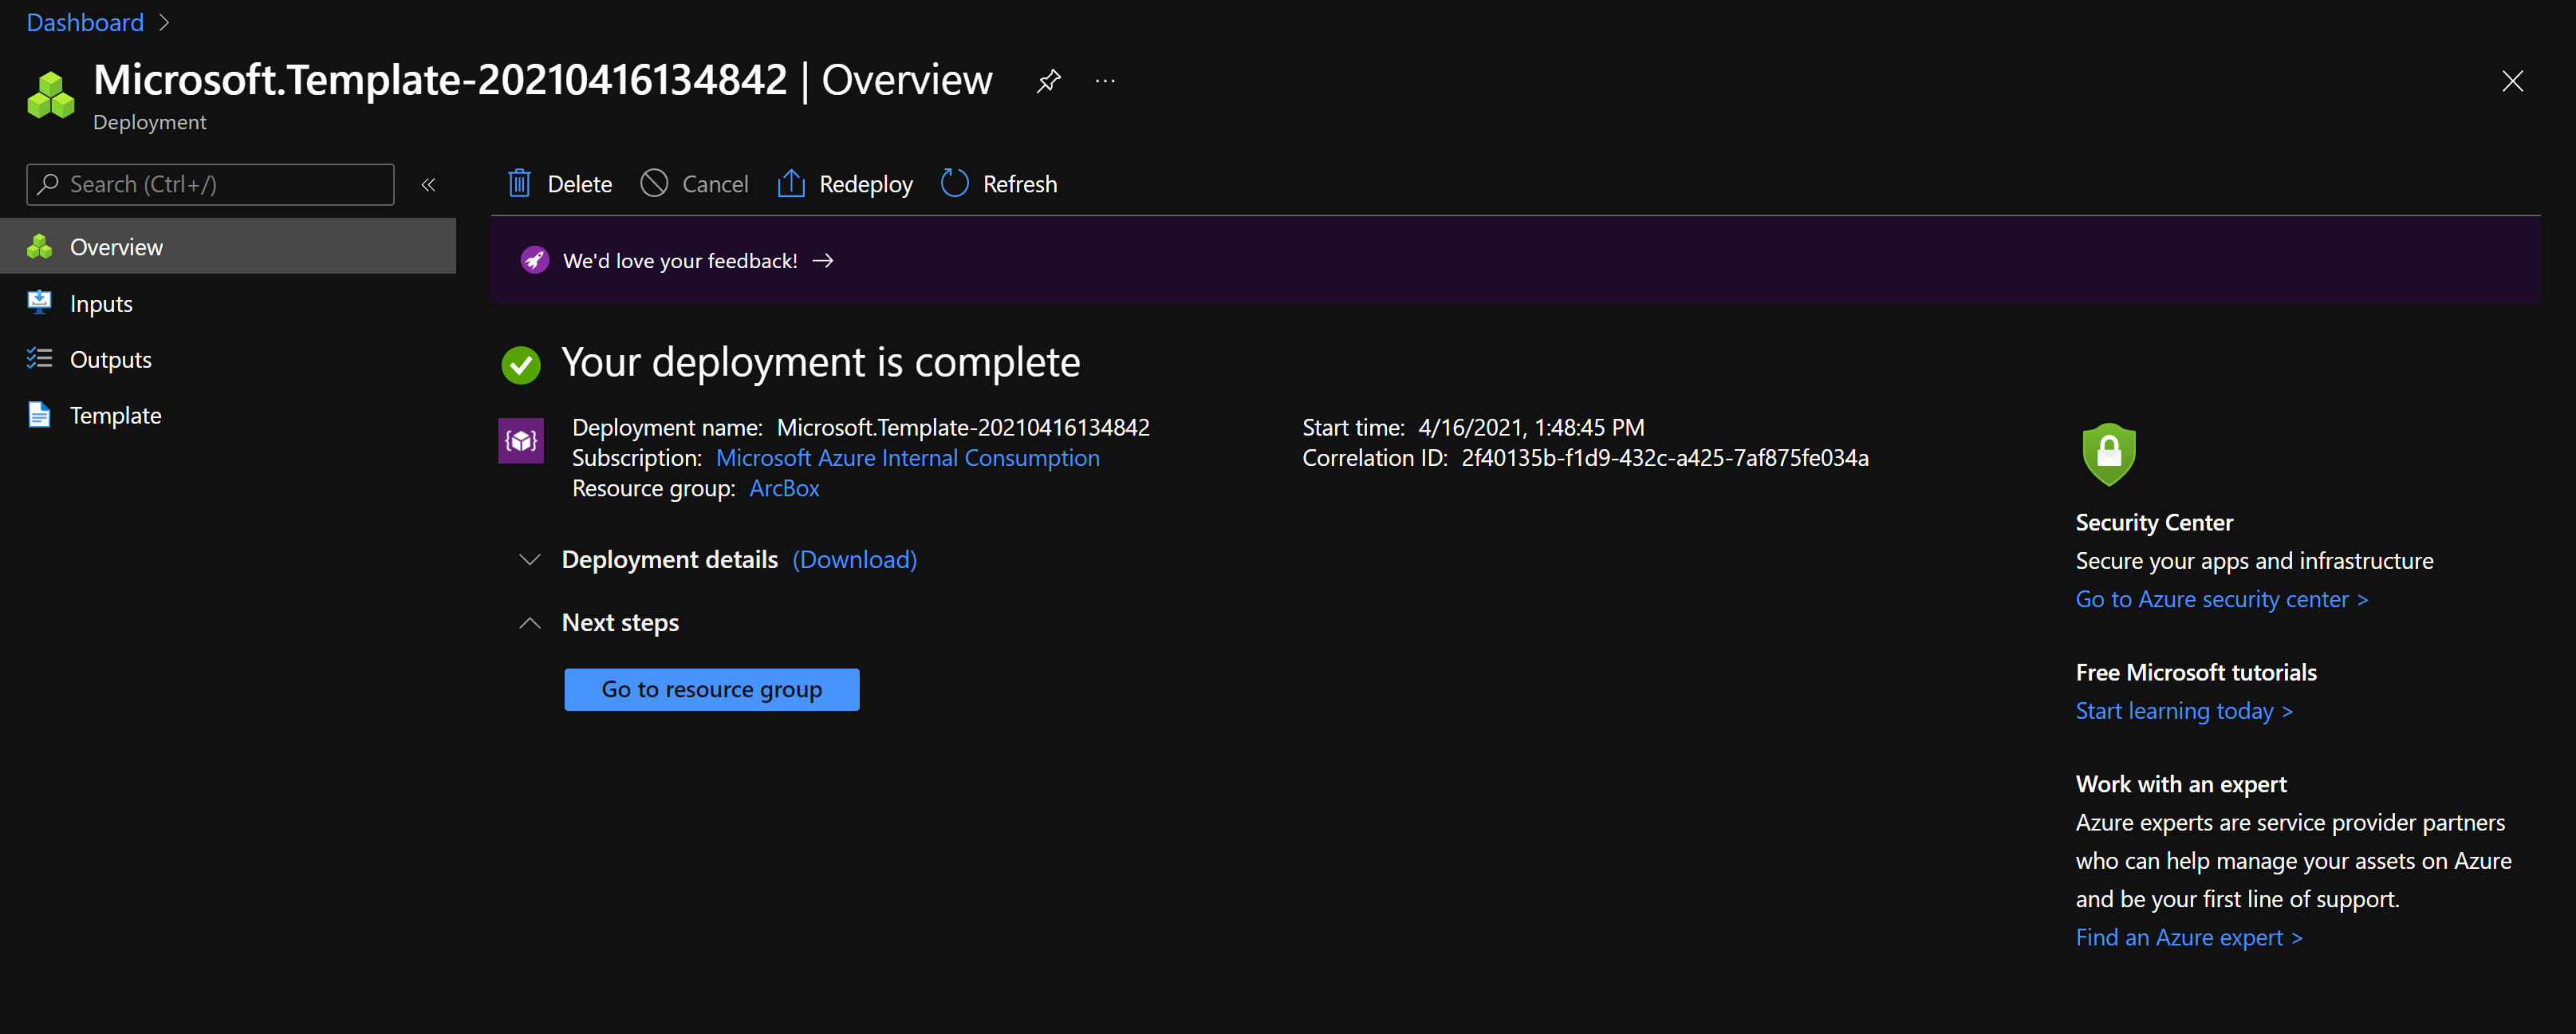 Dashboard >
Microsoft.Template-20210416134842 | Overview
...
Deployment
Search (Ctrl+/)
«
Delete
Cancel
Redeploy
Refresh
Overview
Inputs
Outputs
Template
We'd love your feedback! →
Your deployment is complete
Deployment name: Microsoft.Template-20210416134842
Subscription: Microsoft Azure Internal Consumption
Resource group: ArcBox
Start time: 4/16/2021, 1:48:45 PM
Correlation ID: 2f40135b-f1d9-432c-a425-7af875fe034a
Deployment details (Download)
Next steps
Go to resource group
Security Center
Secure your apps and infrastructure
Go to Azure security center >
Free Microsoft tutorials
Start learning today >
Work with an expert
Azure experts are service provider partners
who can help manage your assets on Azure
and be your first line of support.
Find an Azure expert >